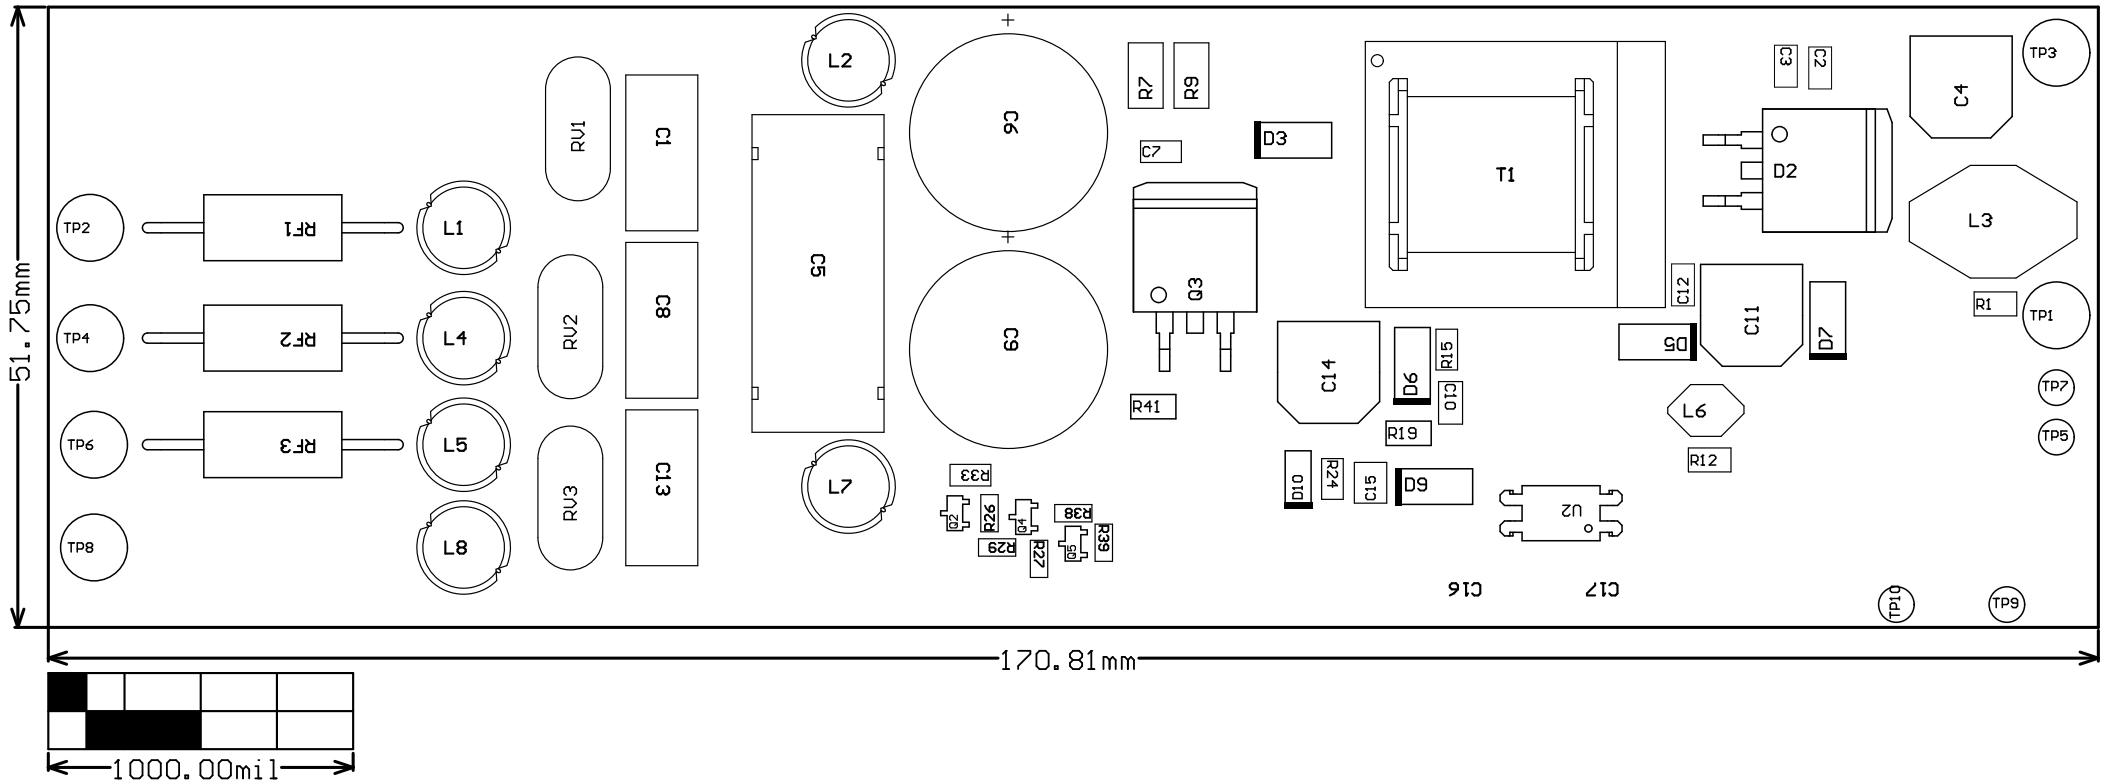 L2
C6
R7
R9
C3
C2
C4
TP3
RV1
C1
C7
D3
T1
D2
TP2
RF1
L1
L3
C5
Q3
C12
C11
R1
TP1
51.75mm
TP4
RF2
L4
RV2
C8
C9
R15
D5
D7
C14
D6
C10
TP7
R41
L6
R19
TP5
TP6
RF3
L5
R12
C13
L7
R33
R24
D10
C15
D9
RV3
Q2
R26
Q4
R38
U2
TP8
L8
R29
R27
Q5
R39
C16
C17
TP10
TP9
170.81mm
1000.00mil